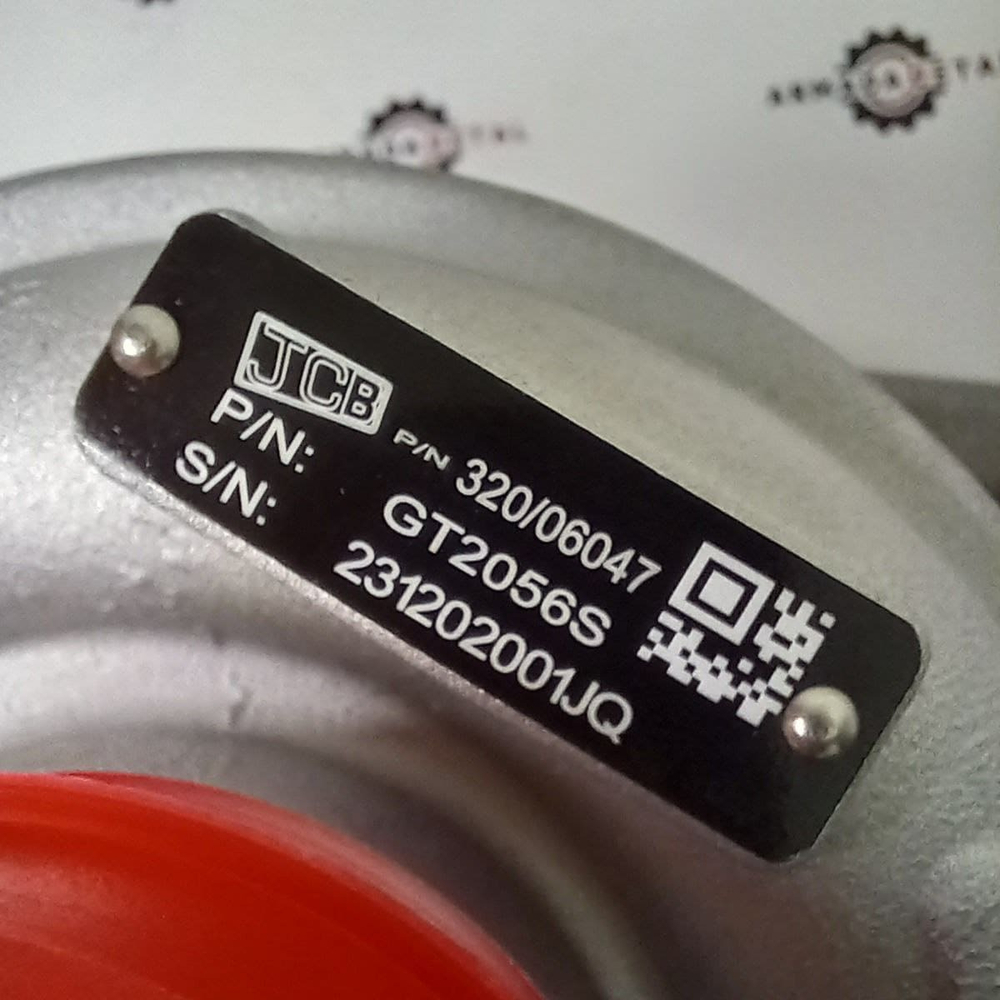 JCB P/N 320/06047
P/N: GT2056S
S/N: 231202001JQ